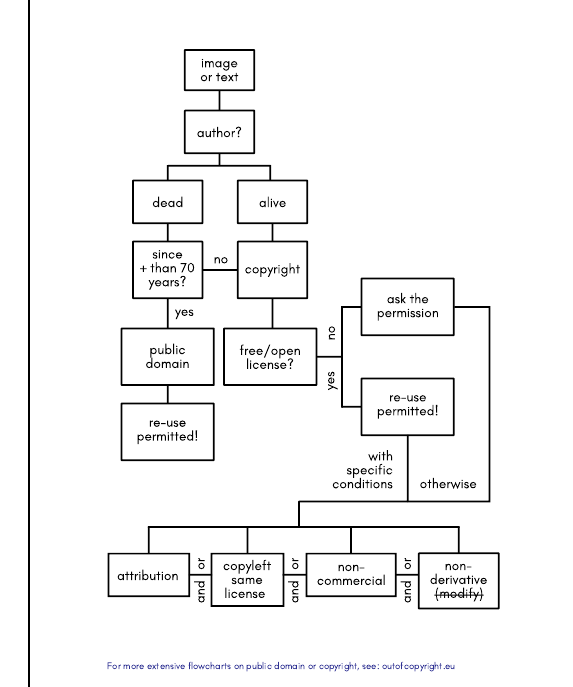 image
or text
author?
dead
alive
since
+ than 70
years?
no
copyright
yes
public
domain
free/open
license?
no
yes
ask the
permission
re-use
permitted!
re-use
permitted!
with
specific
conditions
otherwise
attribution
and or
copyleft
same
license
and or
non-
commercial
and or
non-
derivative
(modify)
For more extensive flowcharts on public domain or copyright, see: outofcopyright.eu